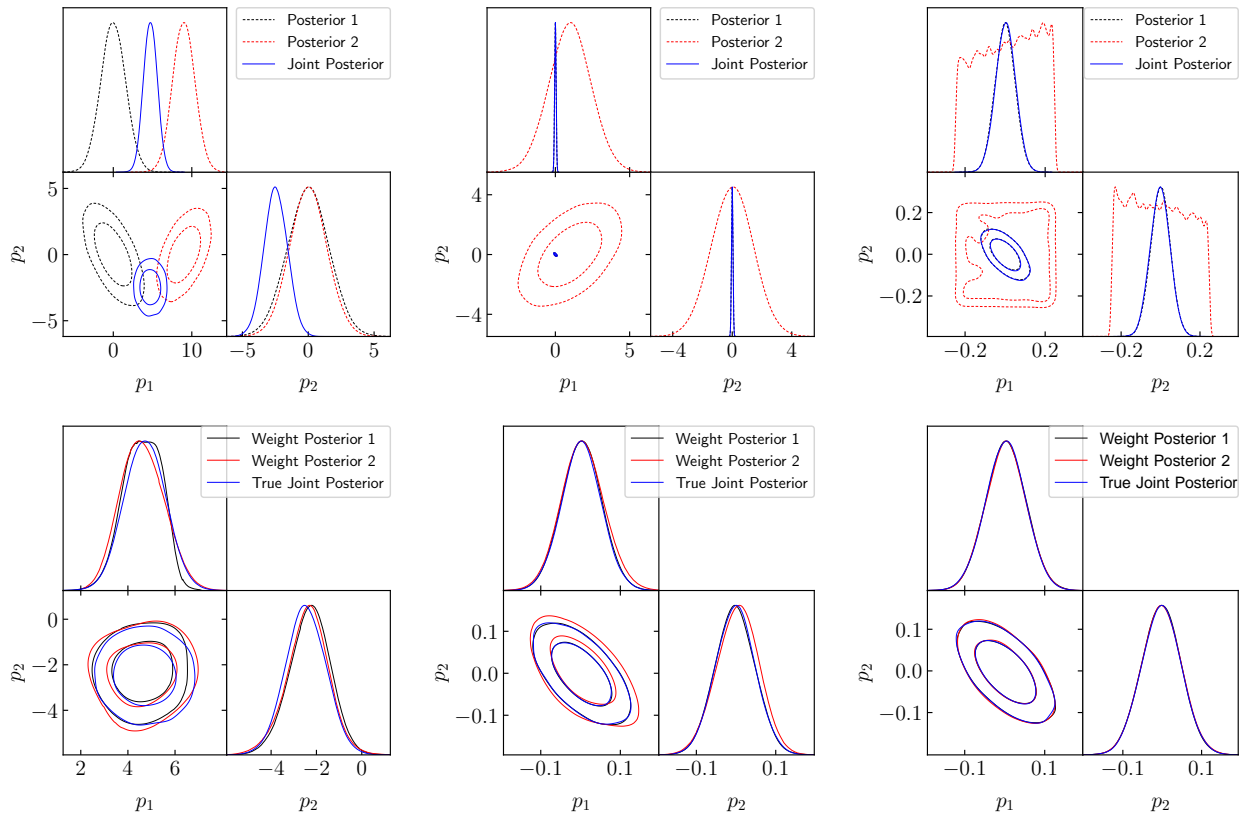 Posterior 1
Posterior 2
Joint Posterior
5
0
−5
p₂
0 10
p₁
−5 0 5
p₂
Posterior 1
Posterior 2
Joint Posterior
4
0
−4
p₂
−5 0 5
p₁
−4 0 4
p₂
Posterior 1
Posterior 2
Joint Posterior
0.2
0.0
−0.2
p₂
−0.2 0.2
p₁
−0.2 0.2
p₂
Weight Posterior 1
Weight Posterior 2
True Joint Posterior
0
−2
−4
p₂
2 4 6
p₁
−4 −2 0
p₂
Weight Posterior 1
Weight Posterior 2
True Joint Posterior
0.1
0.0
−0.1
p₂
−0.1 0.1
p₁
−0.1 0.1
p₂
Weight Posterior 1
Weight Posterior 2
True Joint Posterior
0.1
0.0
−0.1
p₂
−0.1 0.1
p₁
−0.1 0.1
p₂